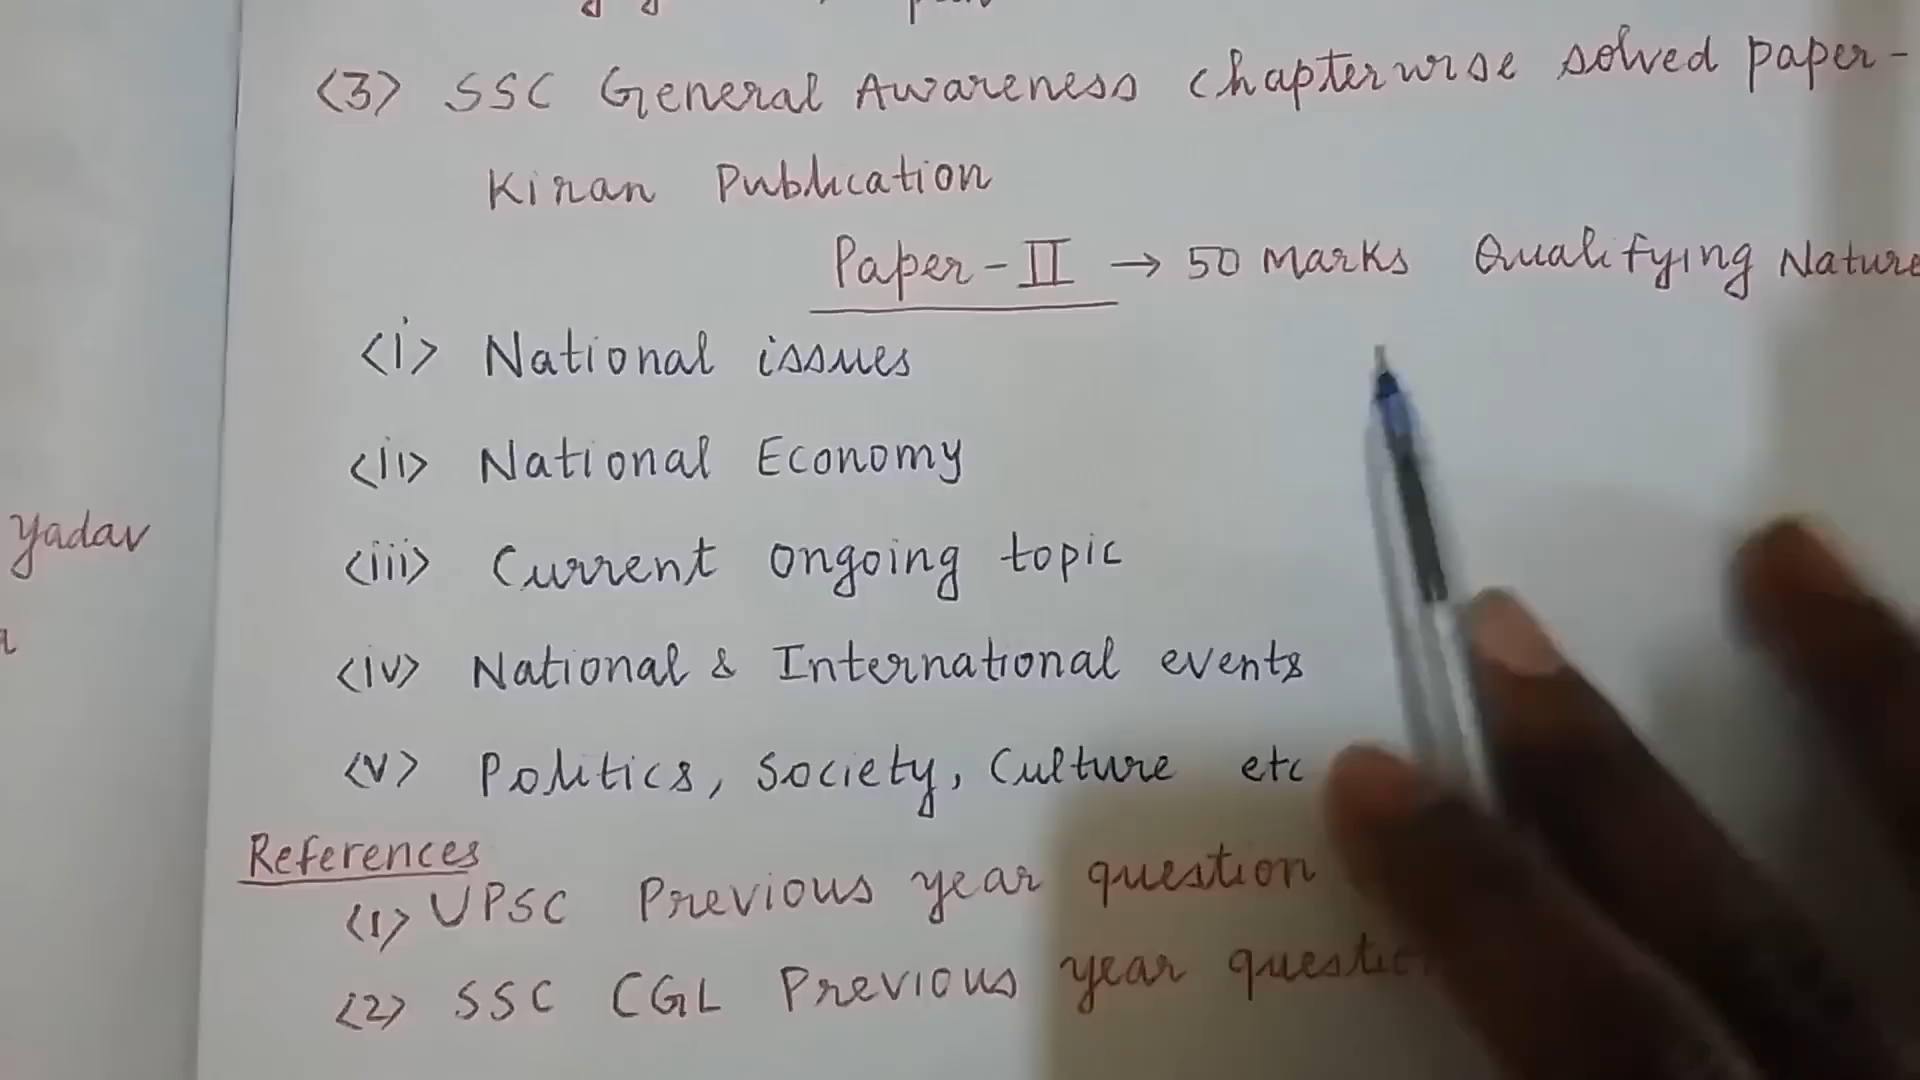 <3> SSC General Awareness Chapterwise solved paper-
Kiran Publication
Paper-II → 50 Marks Qualifying Nature
<i> National issues
<ii> National Economy
<iii> Current ongoing topic
<iv> National & International events
<v> Politics, Society, Culture etc
Yadav
References
<1> UPSC Previous year question
<2> SSC CGL Previous year